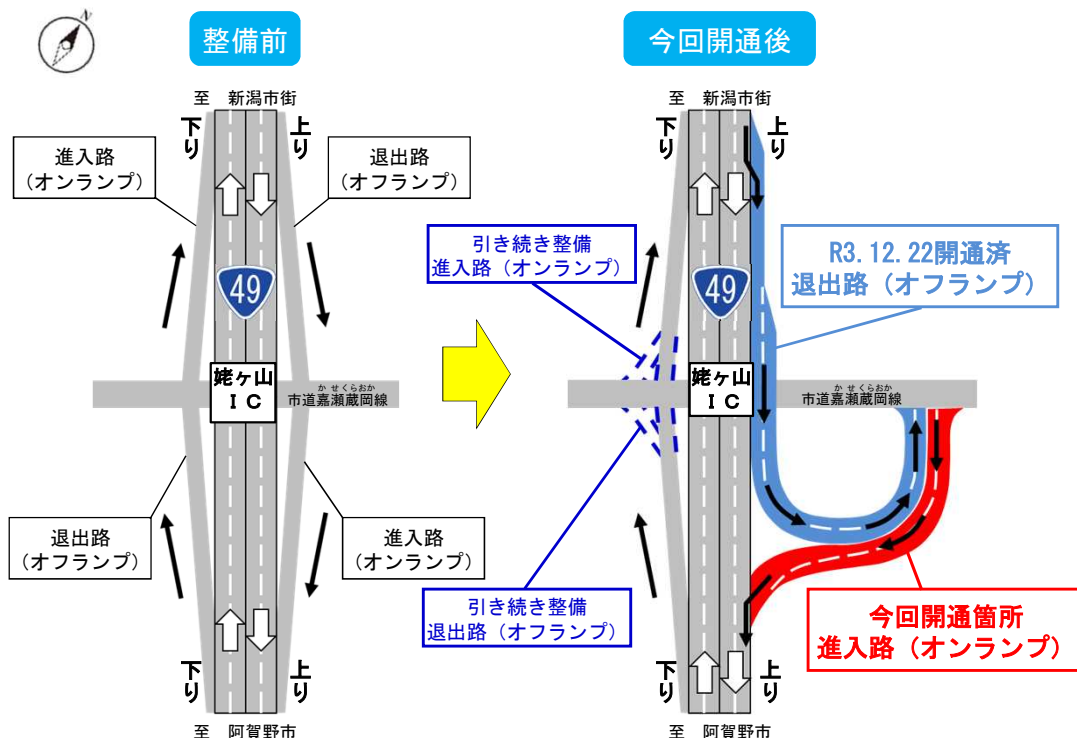 N
整備前
至 新潟市街
下り
上り
進入路
(オンランプ)
退出路
(オフランプ)
49
姥ヶ山
IC
かせくらおか
市道嘉瀬蔵岡線
退出路
(オフランプ)
進入路
(オンランプ)
下り
上り
至 阿賀野市
今回開通後
至 新潟市街
下り
上り
引き続き整備
進入路(オンランプ)
R3.12.22開通済
退出路(オフランプ)
49
姥ヶ山
IC
かせくらおか
市道嘉瀬蔵岡線
引き続き整備
退出路(オフランプ)
今回開通箇所
進入路(オンランプ)
下り
上り
至 阿賀野市